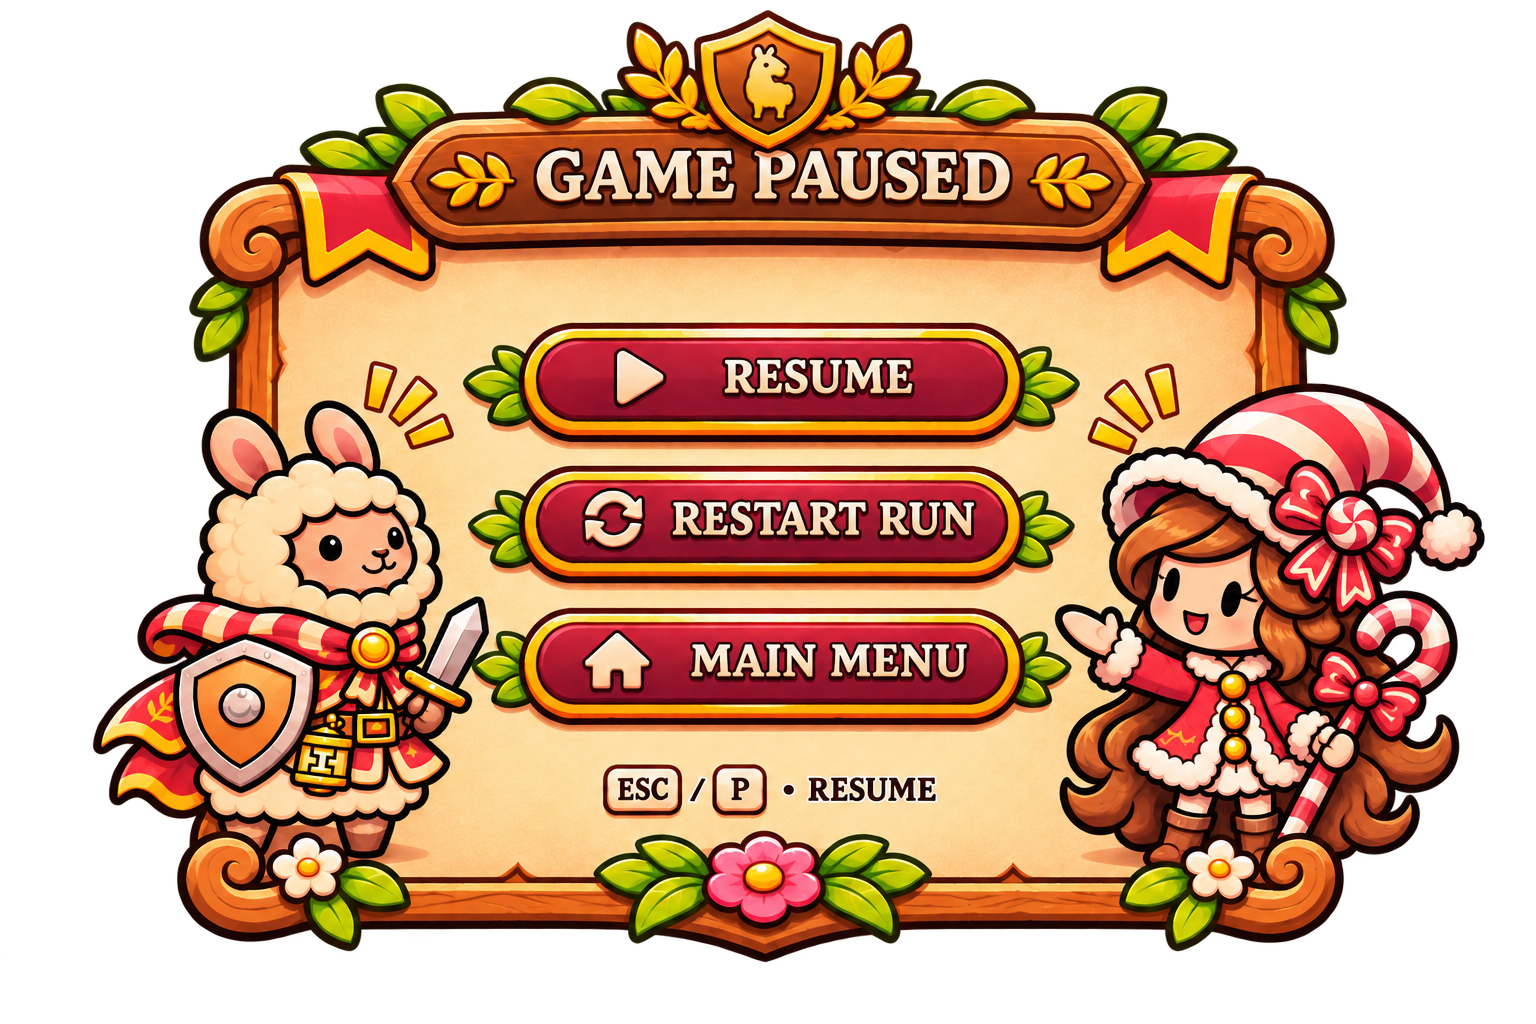 GAME PAUSED
RESUME
RESTART RUN
MAIN MENU
ESC / P • RESUME